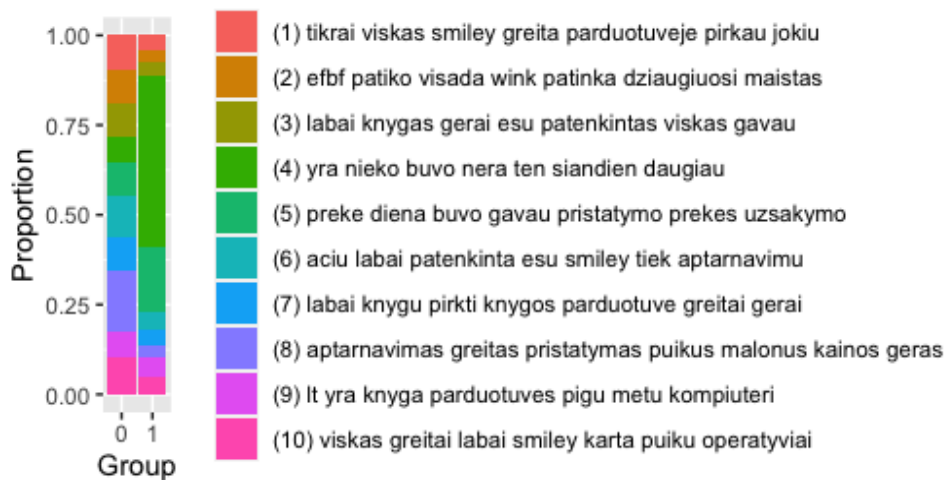 Proportion
1.00
0.75
0.50
0.25
0.00
0 1
Group
(1) tikrai viskas smiley greita parduotuveje pirkau jokiu
(2) efbf patiko visada wink patinka dziaugiuosi maistas
(3) labai knygas gerai esu patenkintas viskas gavau
(4) yra nieko buvo nera ten siandien daugiau
(5) preke diena buvo gavau pristatymo prekes uzsakymo
(6) aciu labai patenkinta esu smiley tiek aptarnavimu
(7) labai knygu pirkti knygos parduotuve greitai gerai
(8) aptarnavimas greitas pristatymas puikus malonus kainos geras
(9) lt yra knyga parduotuves pigu metu kompiuteri
(10) viskas greitai labai smiley karta puiku operatyviai